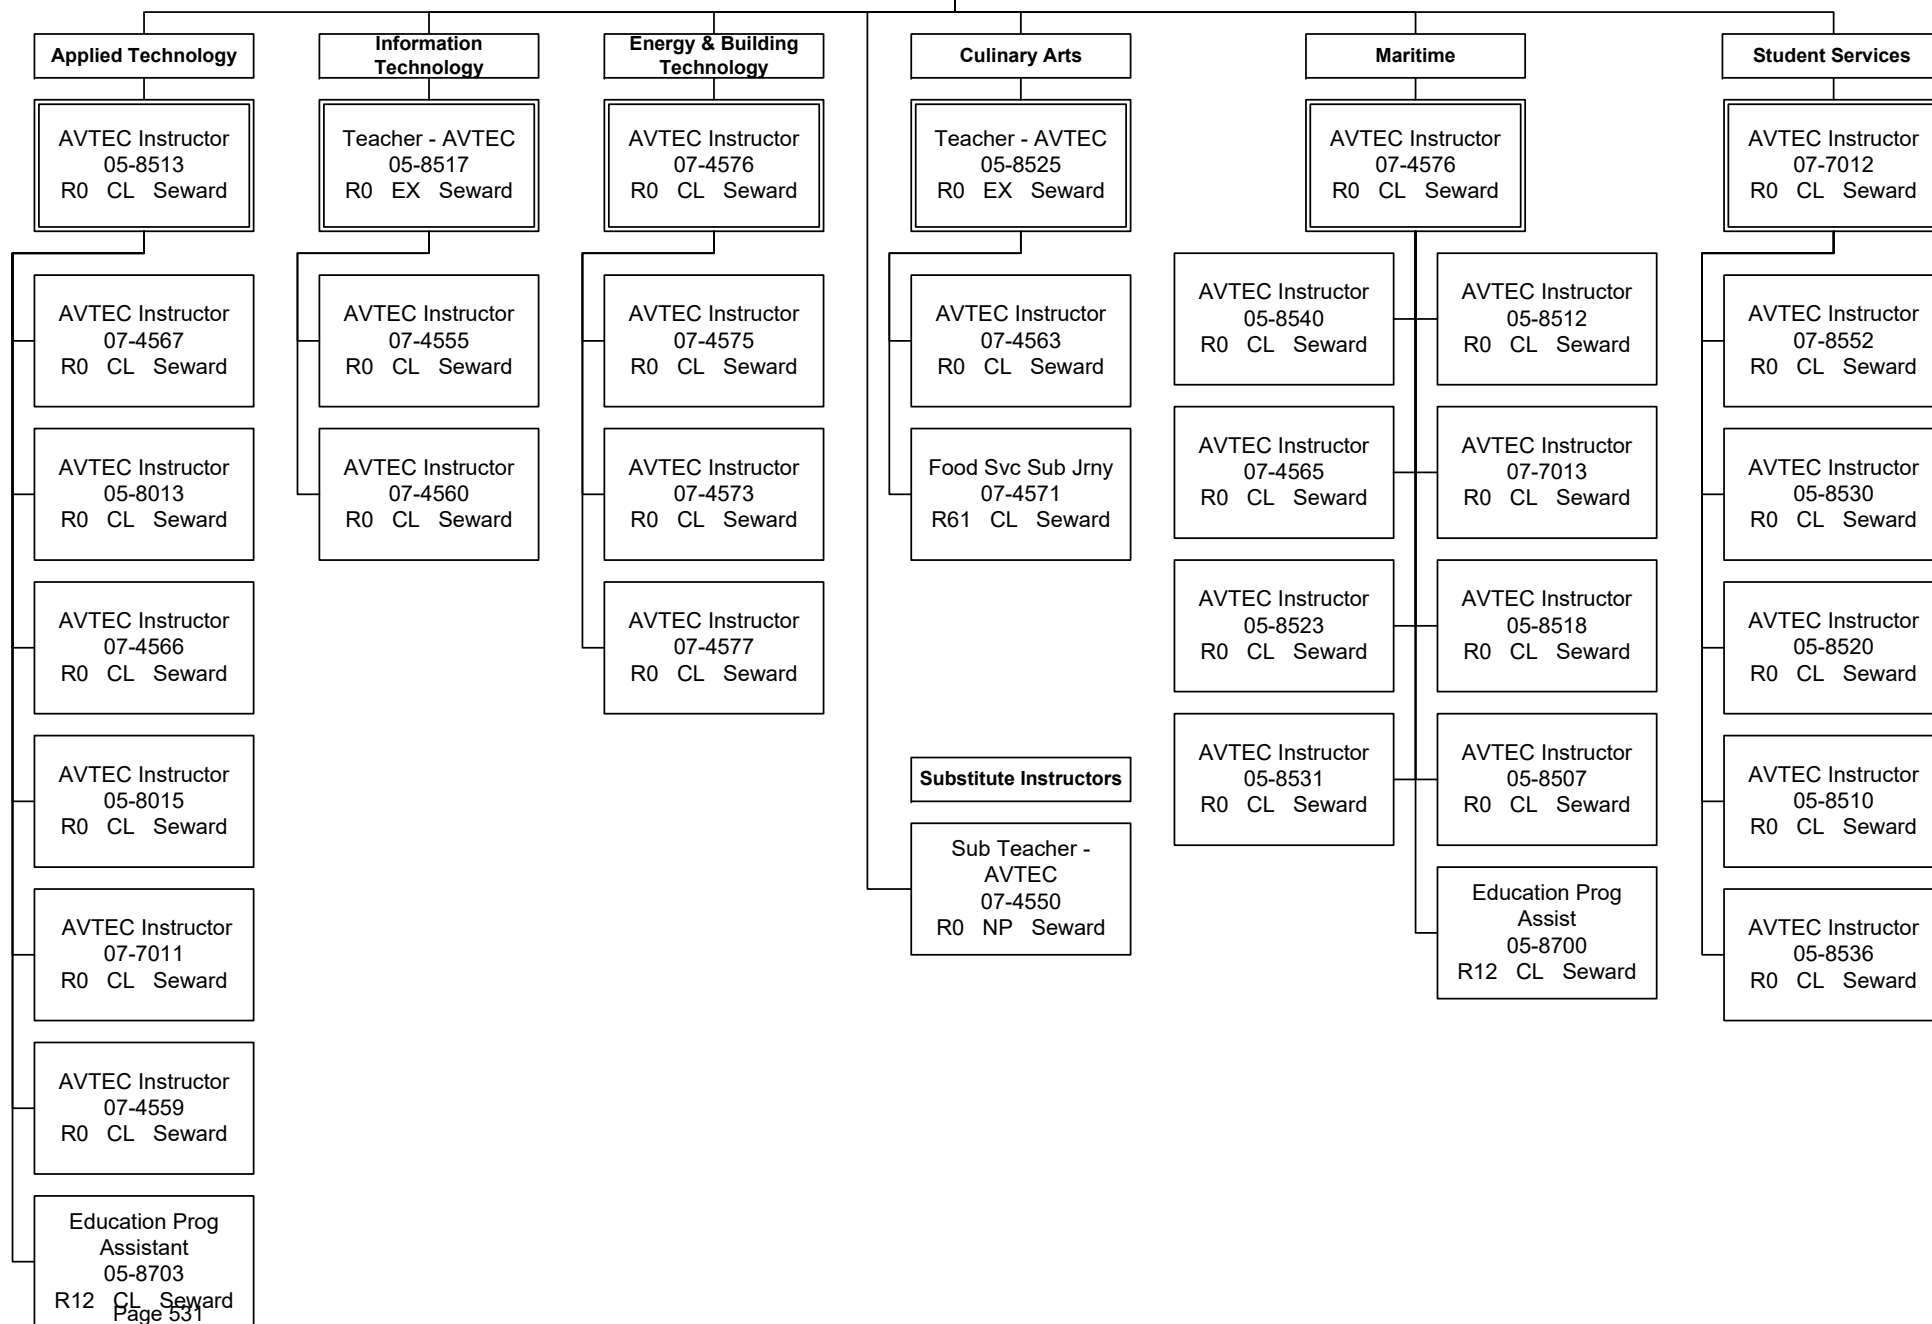 Applied Technology
AVTEC Instructor
05-8513
R0 CL Seward
AVTEC Instructor
07-4567
R0 CL Seward
AVTEC Instructor
05-8013
R0 CL Seward
AVTEC Instructor
07-4566
R0 CL Seward
AVTEC Instructor
05-8015
R0 CL Seward
AVTEC Instructor
07-7011
R0 CL Seward
AVTEC Instructor
07-4559
R0 CL Seward
Education Prog
Assistant
05-8703
R12 CL Seward
Page 531
Information
Technology
Teacher - AVTEC
05-8517
R0 EX Seward
AVTEC Instructor
07-4555
R0 CL Seward
AVTEC Instructor
07-4560
R0 CL Seward
Energy & Building
Technology
AVTEC Instructor
07-4576
R0 CL Seward
AVTEC Instructor
07-4575
R0 CL Seward
AVTEC Instructor
07-4573
R0 CL Seward
AVTEC Instructor
07-4577
R0 CL Seward
Culinary Arts
Teacher - AVTEC
05-8525
R0 EX Seward
AVTEC Instructor
07-4563
R0 CL Seward
Food Svc Sub Jrny
07-4571
R61 CL Seward
Substitute Instructors
Sub Teacher -
AVTEC
07-4550
R0 NP Seward
Maritime
AVTEC Instructor
07-4576
R0 CL Seward
AVTEC Instructor
05-8540
R0 CL Seward
AVTEC Instructor
05-8512
R0 CL Seward
AVTEC Instructor
07-4565
R0 CL Seward
AVTEC Instructor
07-7013
R0 CL Seward
AVTEC Instructor
05-8523
R0 CL Seward
AVTEC Instructor
05-8518
R0 CL Seward
AVTEC Instructor
05-8531
R0 CL Seward
AVTEC Instructor
05-8507
R0 CL Seward
Education Prog
Assist
05-8700
R12 CL Seward
Student Services
AVTEC Instructor
07-7012
R0 CL Seward
AVTEC Instructor
07-8552
R0 CL Seward
AVTEC Instructor
05-8530
R0 CL Seward
AVTEC Instructor
05-8520
R0 CL Seward
AVTEC Instructor
05-8510
R0 CL Seward
AVTEC Instructor
05-8536
R0 CL Seward